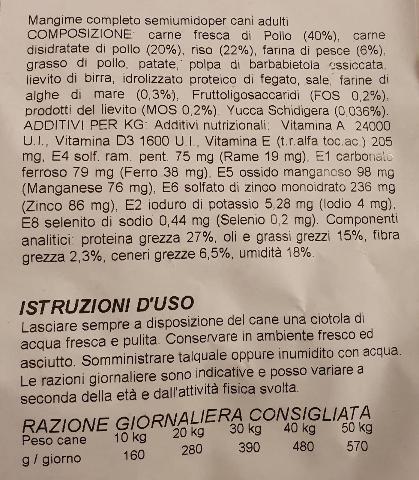 Mangime completo semiumidoper cani adulti
COMPOSIZIONE: carne fresca di Pollo (40%), carne
disidratate di pollo (20%), riso (22%), farina di pesce (6%),
grasso di pollo, patate, polpa di barbabietola essiccata,
lievito di birra, idrolizzato proteico di fegato, sale, farine di
alghe di mare (0,3%), Fruttoligosaccaridi (FOS 0,2%),
prodotti del lievito (MOS 0,2%). Yucca Schidigera (0,036%).
ADDITIVI PER KG: Additivi nutrizionali: Vitamina A 24000
U.I., Vitamina D3 1600 U.I., Vitamina E (t.r.alfa toc.ac.) 205
mg, E4 solf. ram. pent. 75 mg (Rame 19 mg), E1 carbonato
ferroso 79 mg (Ferro 38 mg), E5 ossido manganoso 98 mg
(Manganese 76 mg), E6 solfato di zinco monoidrato 236 mg
(Zinco 86 mg), E2 ioduro di potassio 5,28 mg (Iodio 4 mg),
E8 selenito di sodio 0,44 mg (Selenio 0,2 mg). Componenti
analitici: proteina grezza 27%, oli e grassi grezzi 15%, fibra
grezza 2,3%, ceneri grezze 6,5%, umidità 18%.
ISTRUZIONI D'USO
Lasciare sempre a disposizione del cane una ciotola di
acqua fresca e pulita. Conservare in ambiente fresco ed
asciutto. Somministrare talquale oppure inumidito con acqua.
Le razioni giornaliere sono indicative e posso variare a
seconda della età e dall'attività fisica svolta.
RAZIONE GIORNALIERA CONSIGLIATA
Peso cane 10 kg 20 kg 30 kg 40 kg 50 kg
g / giorno 160 280 390 480 570